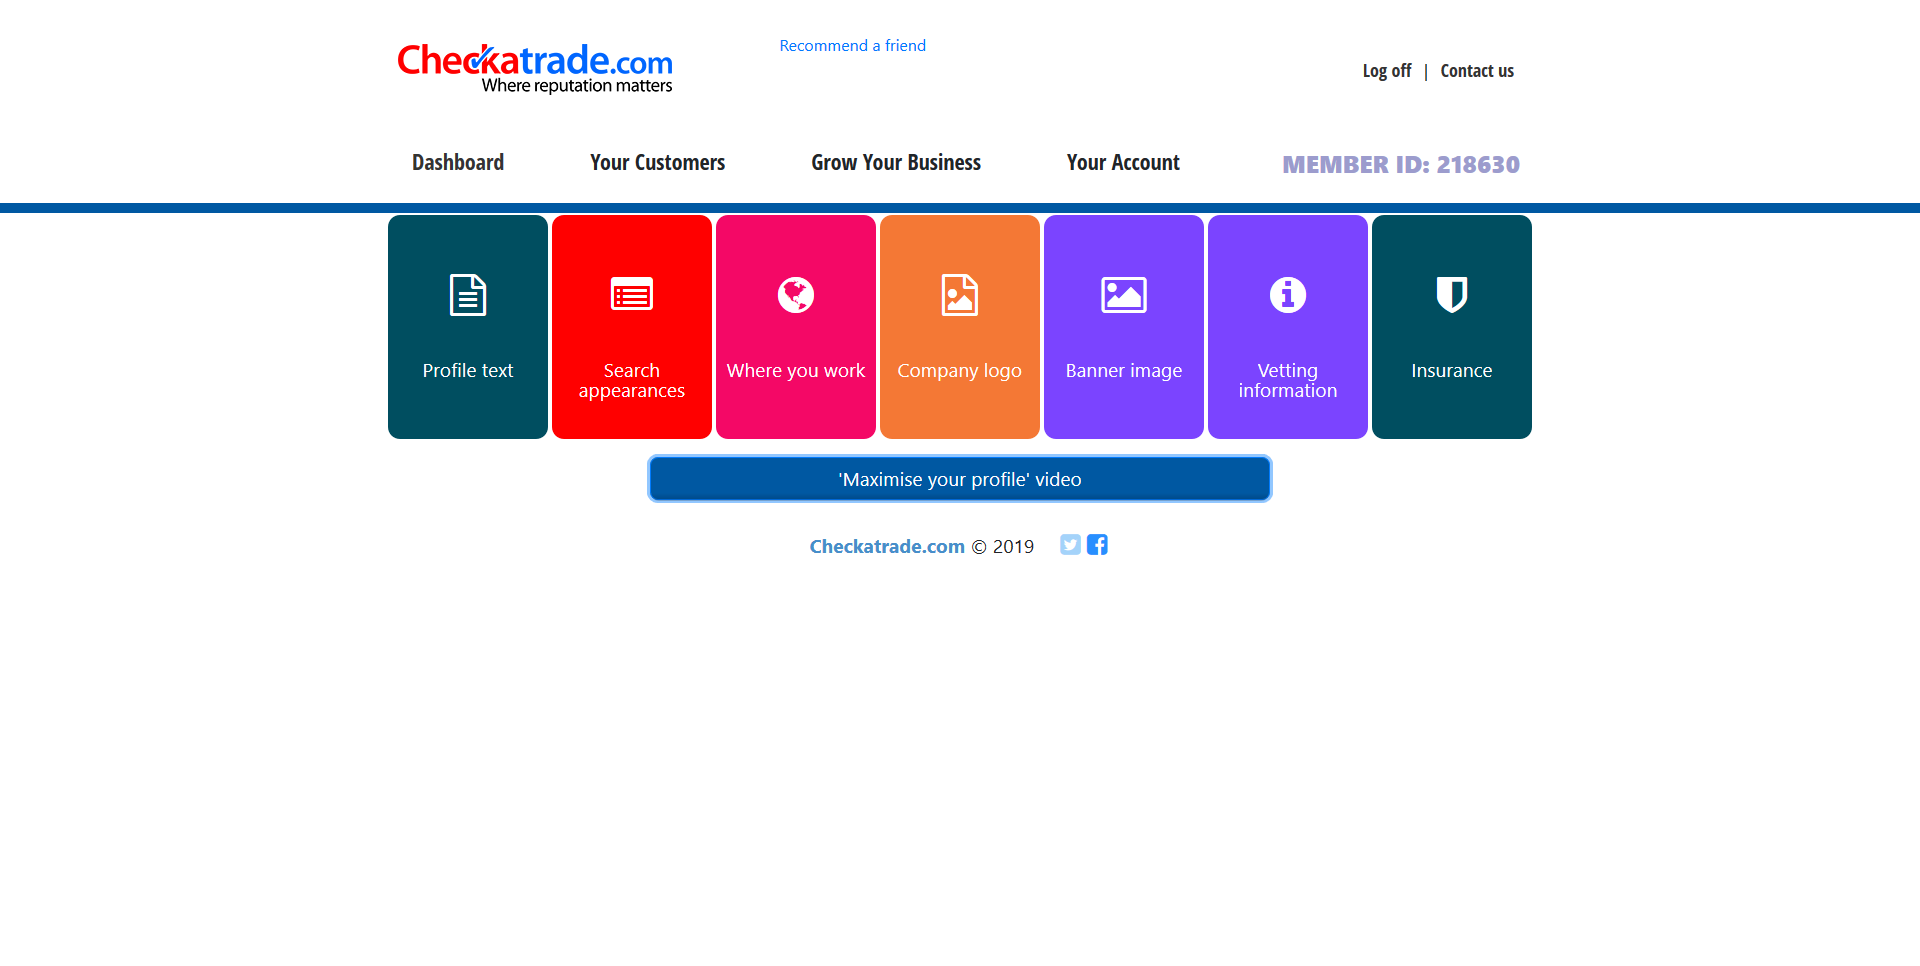 Checkatrade.com
Where reputation matters
Recommend a friend
Log off | Contact us
Dashboard
Your Customers
Grow Your Business
Your Account
MEMBER ID: 218630
Profile text
Search
appearances
Where you work
Company logo
Banner image
Vetting
information
Insurance
'Maximise your profile' video
Checkatrade.com © 2019